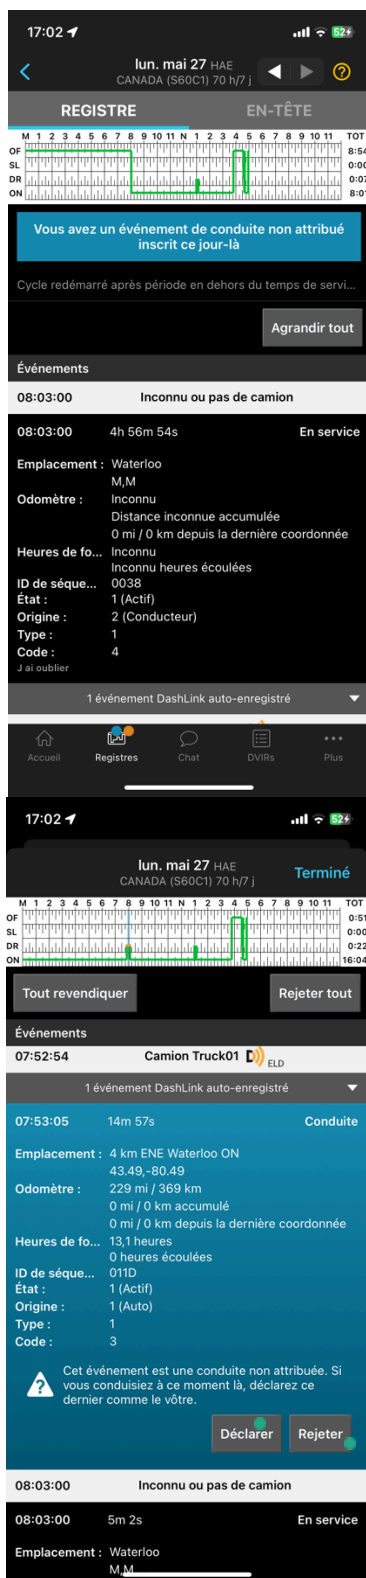 17:02
52
lun. mai 27 HAE
CANADA (S60C1) 70 h/7 j
REGISTRE EN-TÊTE
M 1 2 3 4 5 6 7 8 9 10 11 N 1 2 3 4 5 6 7 8 9 10 11 TOT
OF 8:54
SL 0:00
DR 0:07
ON 8:01
Vous avez un événement de conduite non attribué
inscrit ce jour-là
Cycle redémarré après période en dehors du temps de servi...
Agrandir tout
Événements
08:03:00 Inconnu ou pas de camion
08:03:00 4h 56m 54s En service
Emplacement : Waterloo
M,M
Odomètre : Inconnu
Distance inconnue accumulée
0 mi / 0 km depuis la dernière coordonnée
Heures de fo... Inconnu
Inconnu heures écoulées
ID de séque... 0038
État : 1 (Actif)
Origine : 2 (Conducteur)
Type : 1
Code : 4
J ai oublier
1 événement DashLink auto-enregistré
Accueil Registres Chat DVIRs Plus
17:02
52
lun. mai 27 HAE
CANADA (S60C1) 70 h/7 j
Terminé
M 1 2 3 4 5 6 7 8 9 10 11 N 1 2 3 4 5 6 7 8 9 10 11 TOT
OF 0:51
SL 0:00
DR 0:22
ON 16:04
Tout revendiquer Rejeter tout
Événements
07:52:54 Camion Truck01 D ELD
1 événement DashLink auto-enregistré
07:53:05 14m 57s Conduite
Emplacement : 4 km ENE Waterloo ON
43.49,-80.49
Odomètre : 229 mi / 369 km
0 mi / 0 km accumulé
0 mi / 0 km depuis la dernière coordonnée
Heures de fo... 13,1 heures
0 heures écoulées
ID de séque... 011D
État : 1 (Actif)
Origine : 1 (Auto)
Type : 1
Code : 3
Cet événement est une conduite non attribuée. Si
vous conduisiez à ce moment là, déclarez ce
dernier comme le vôtre.
Déclarer Rejeter
08:03:00 Inconnu ou pas de camion
08:03:00 5m 2s En service
Emplacement : Waterloo
M,M